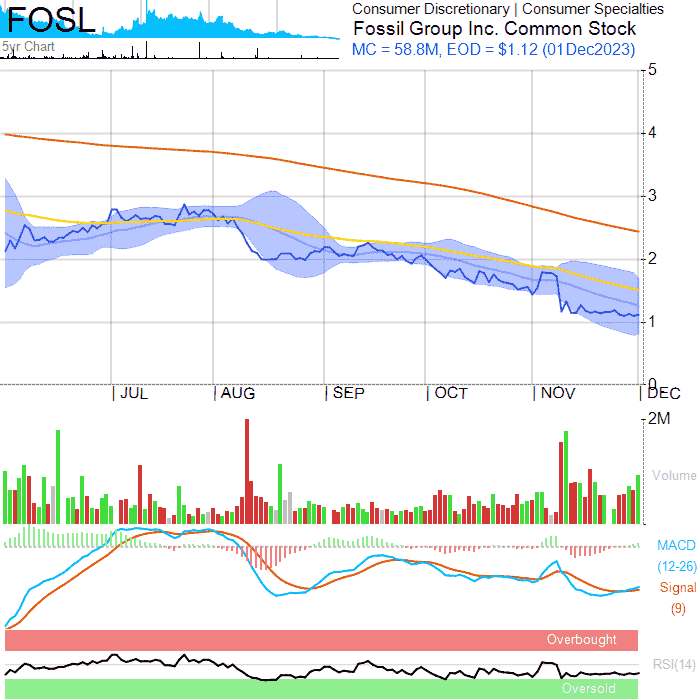 FOSL
5yr Chart
Consumer Discretionary | Consumer Specialties
Fossil Group Inc. Common Stock
MC = 58.8M, EOD = $1.12 (01Dec2023)
5
4
3
2
1
0
JUL AUG SEP OCT NOV DEC
2M
Volume
MACD
(12-26)
Signal
(9)
Overbought
RSI(14)
Oversold